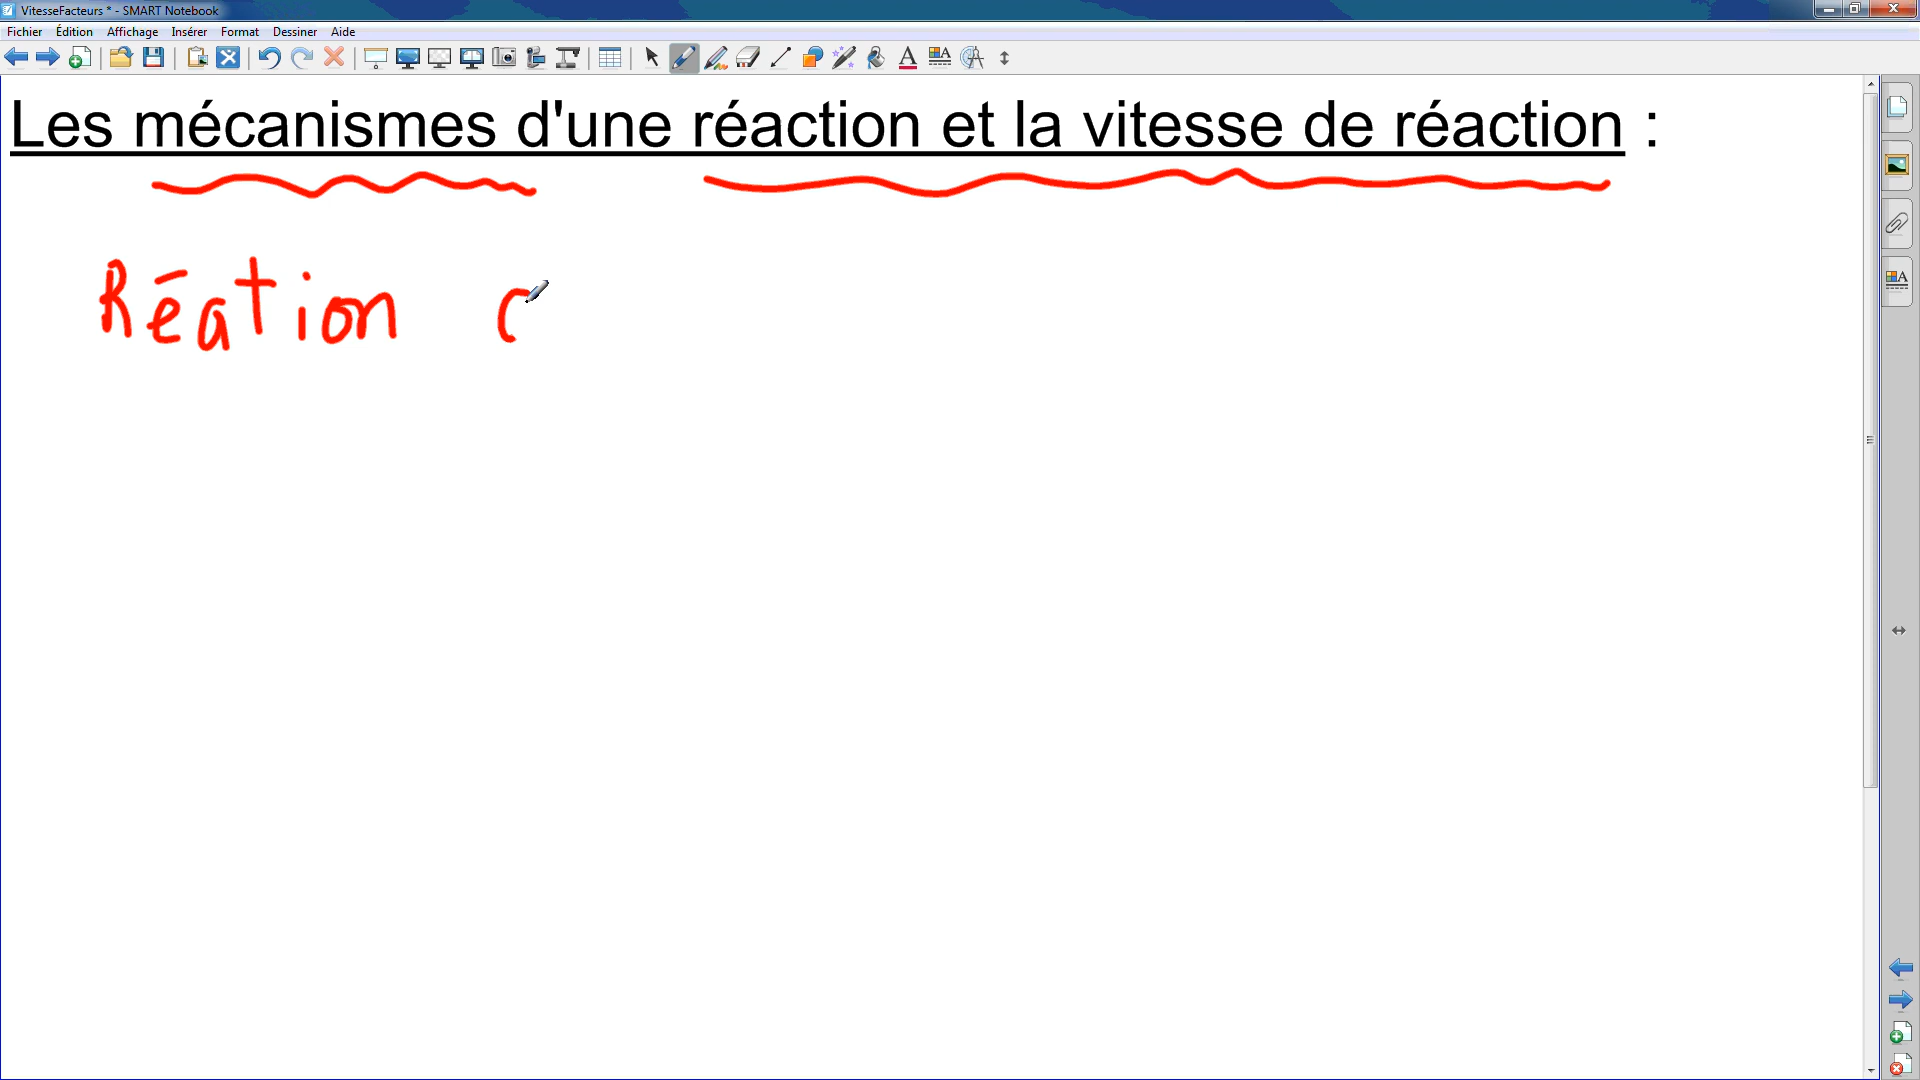 VitesseFacteurs * - SMART Notebook
Fichier Édition Affichage Insérer Format Dessiner Aide
Les mécanismes d'une réaction et la vitesse de réaction :
Réation c